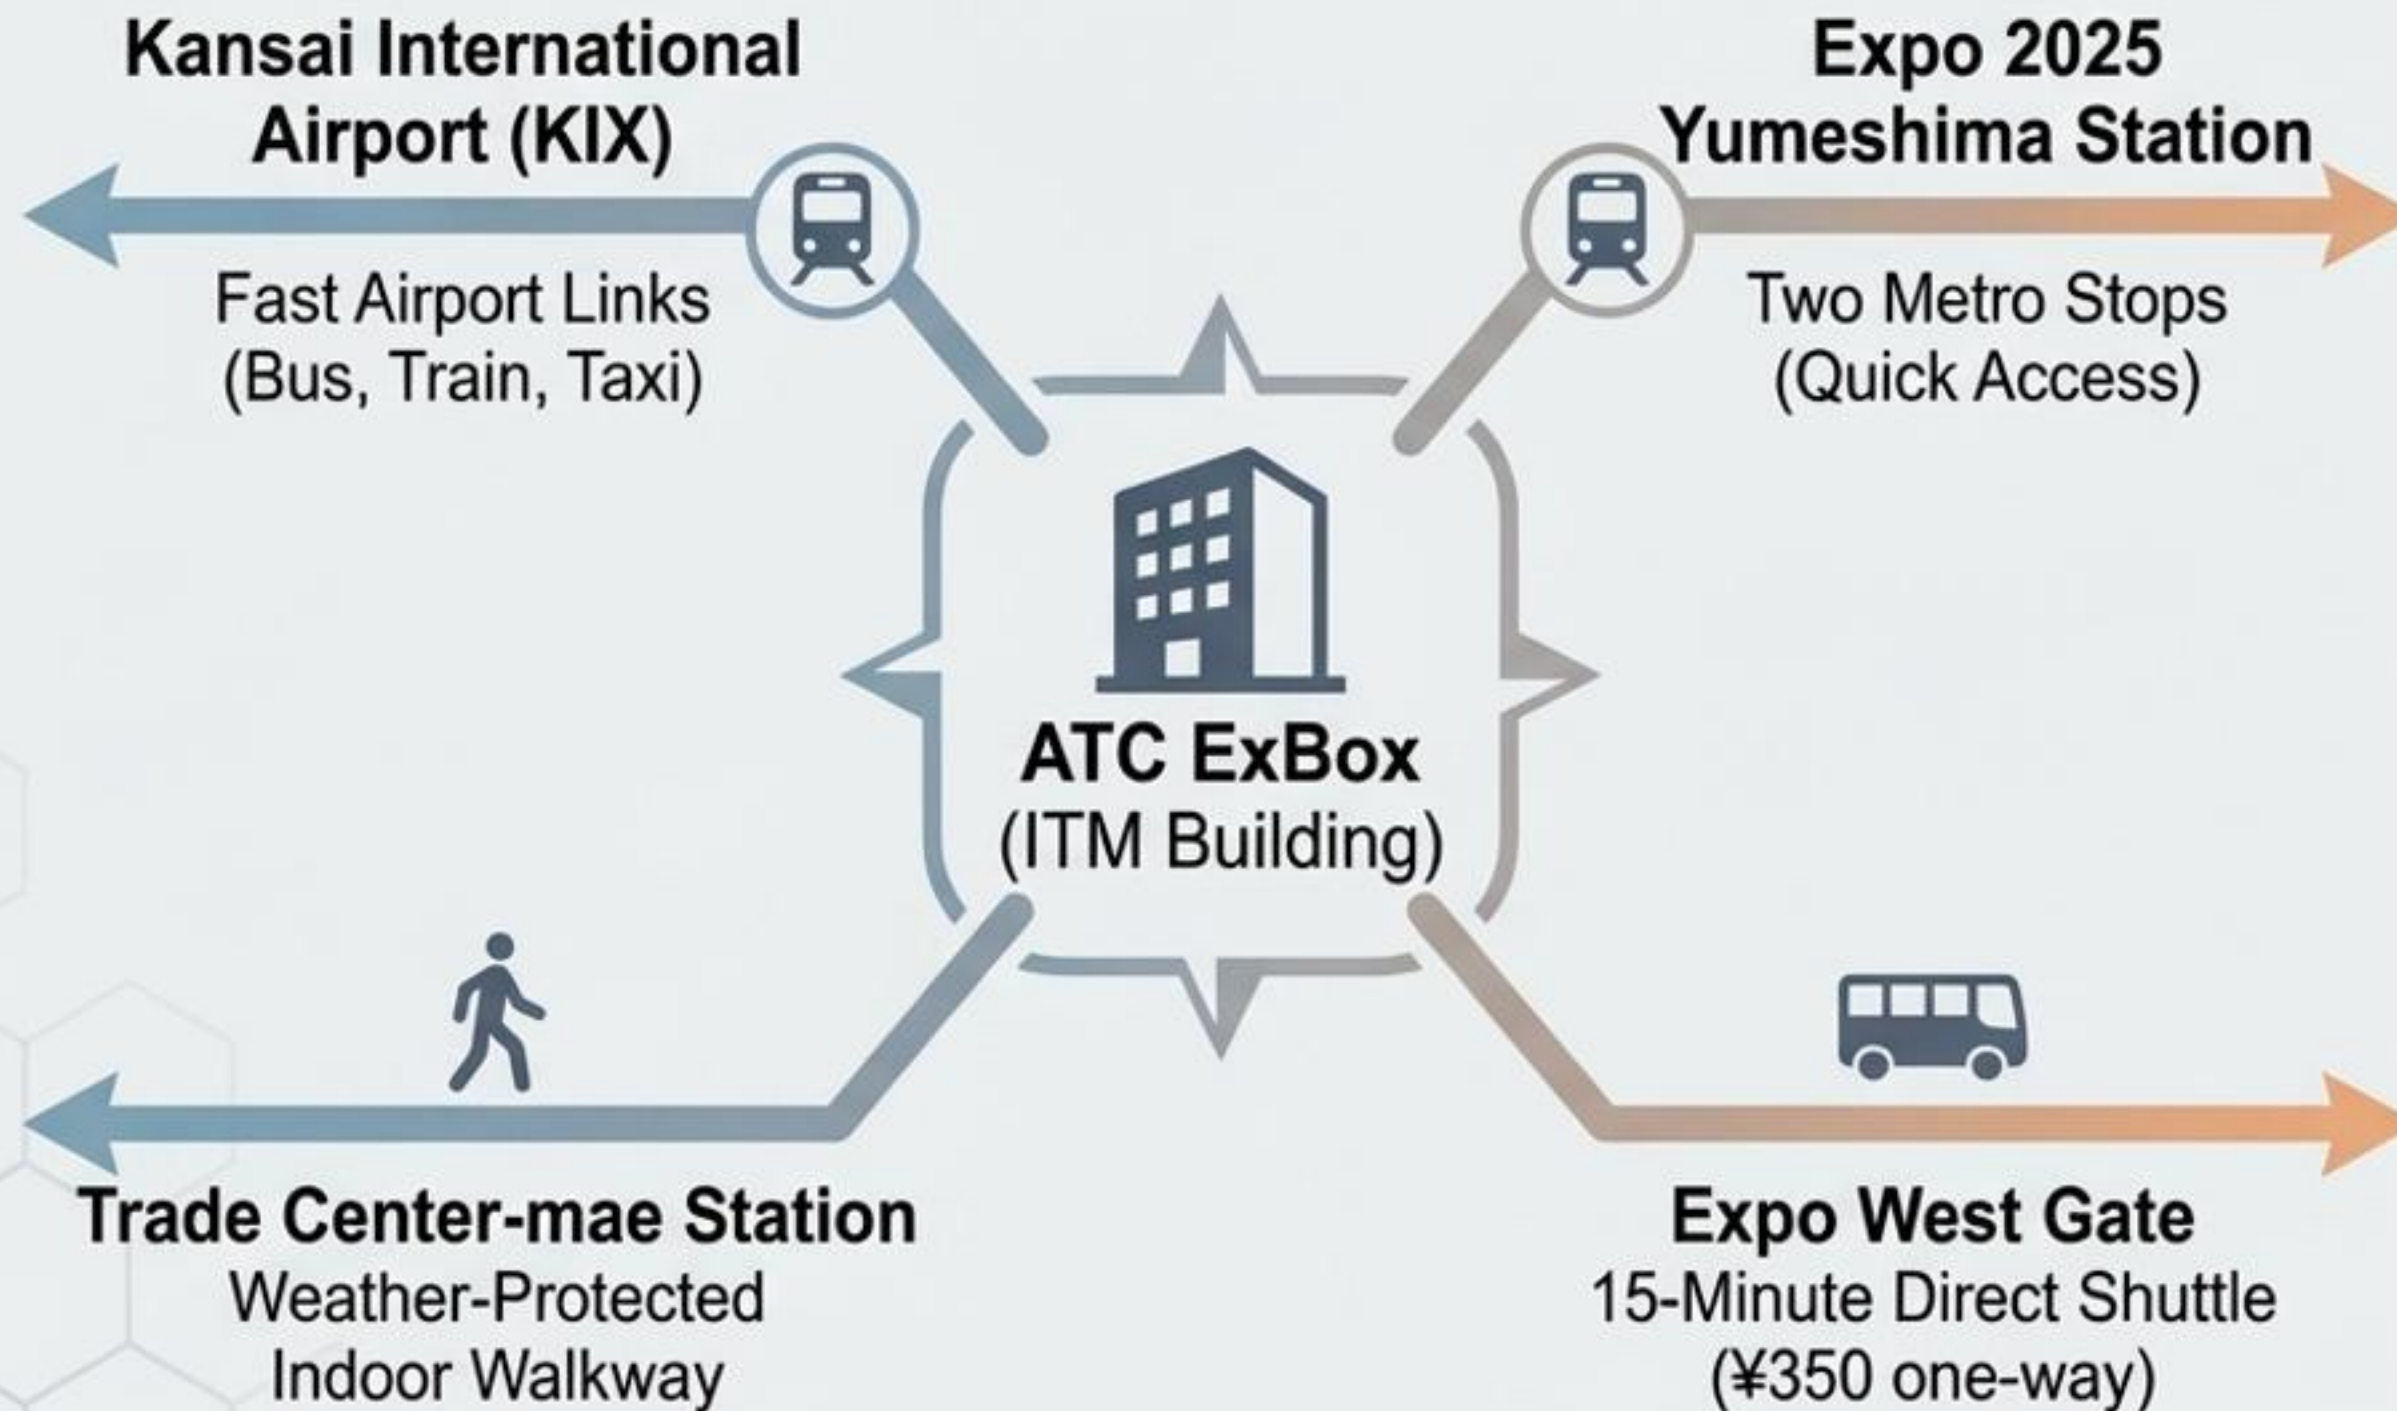 Kansai International
Airport (KIX)
Fast Airport Links
(Bus, Train, Taxi)
Expo 2025
Yumeshima Station
Two Metro Stops
(Quick Access)
ATC ExBox
(ITM Building)
Trade Center-mae Station
Weather-Protected
Indoor Walkway
Expo West Gate
15-Minute Direct Shuttle
(¥350 one-way)